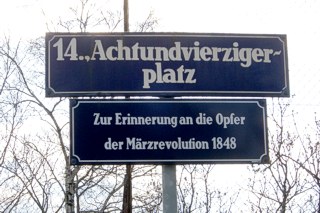 14., Achtundvierziger-
platz
Zur Erinnerung an die Opfer
der Märzrevolution 1848